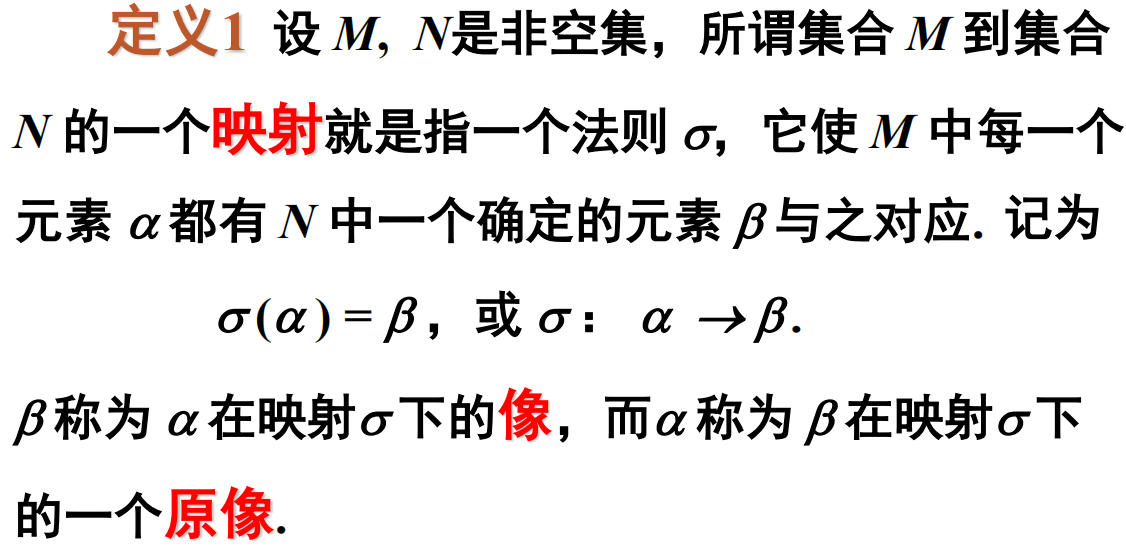 定义1 设 M, N是非空集，所谓集合 M 到集合
N 的一个映射就是指一个法则 σ，它使 M 中每一个
元素 α 都有 N 中一个确定的元素 β 与之对应. 记为
σ(α) = β，或 σ： α → β.
β 称为 α 在映射σ 下的像，而α 称为 β 在映射σ 下
的一个原像.